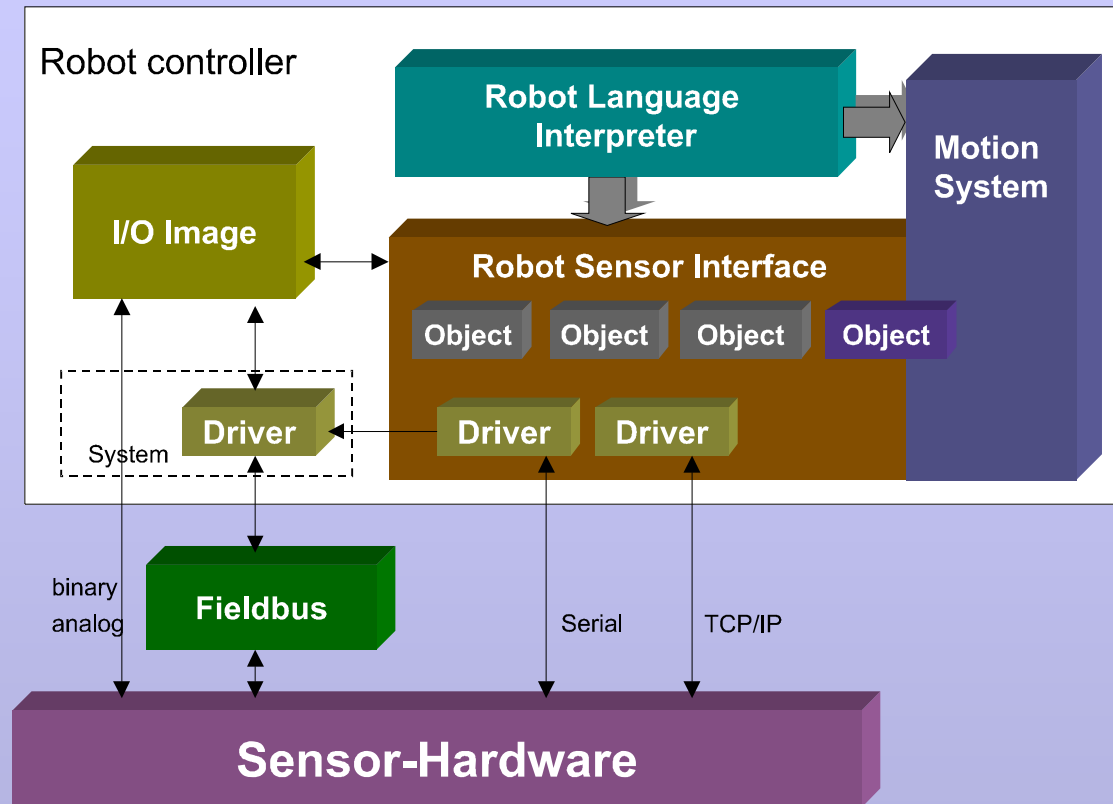 Robot controller
Robot Language
Interpreter
Motion
System
I/O Image
Robot Sensor Interface
Object
Object
Object
Object
Driver
Driver
Driver
System
binary
analog
Fieldbus
Serial
TCP/IP
Sensor-Hardware